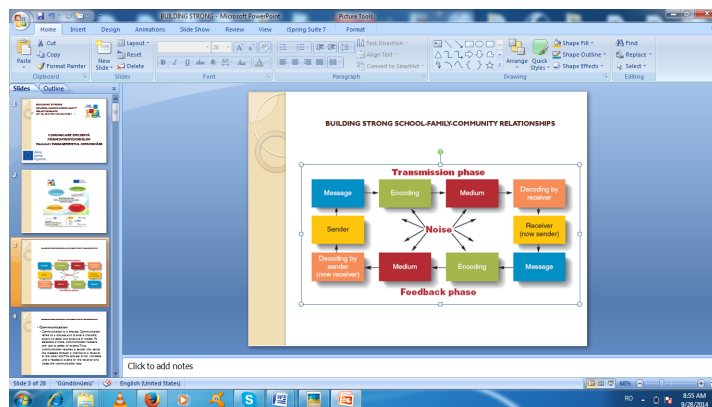 BUILDING STRONG - Microsoft PowerPoint
Picture Tools
Home Insert Design Animations Slide Show Review View iSpring Suite 7 Format
Paste
Cut
Copy
Format Painter
Clipboard
New Slide
Layout
Reset
Delete
Slides
Font
Text Direction
Align Text
Convert to SmartArt
Paragraph
Arrange
Quick Styles
Shape Fill
Shape Outline
Shape Effects
Drawing
Find
Replace
Select
Editing
Slides Outline
1
2
3
4
Communication
BUILDING STRONG SCHOOL-FAMILY-COMMUNITY RELATIONSHIPS
Transmission phase
Message
Encoding
Medium
Decoding by
receiver
Sender
Noise
Receiver
(now sender)
Decoding by
sender
(now receiver)
Medium
Encoding
Message
Feedback phase
Click to add notes
Slide 3 of 28 "Gündönümü" English (United States) 68%
RO
8:55 AM
9/28/2014